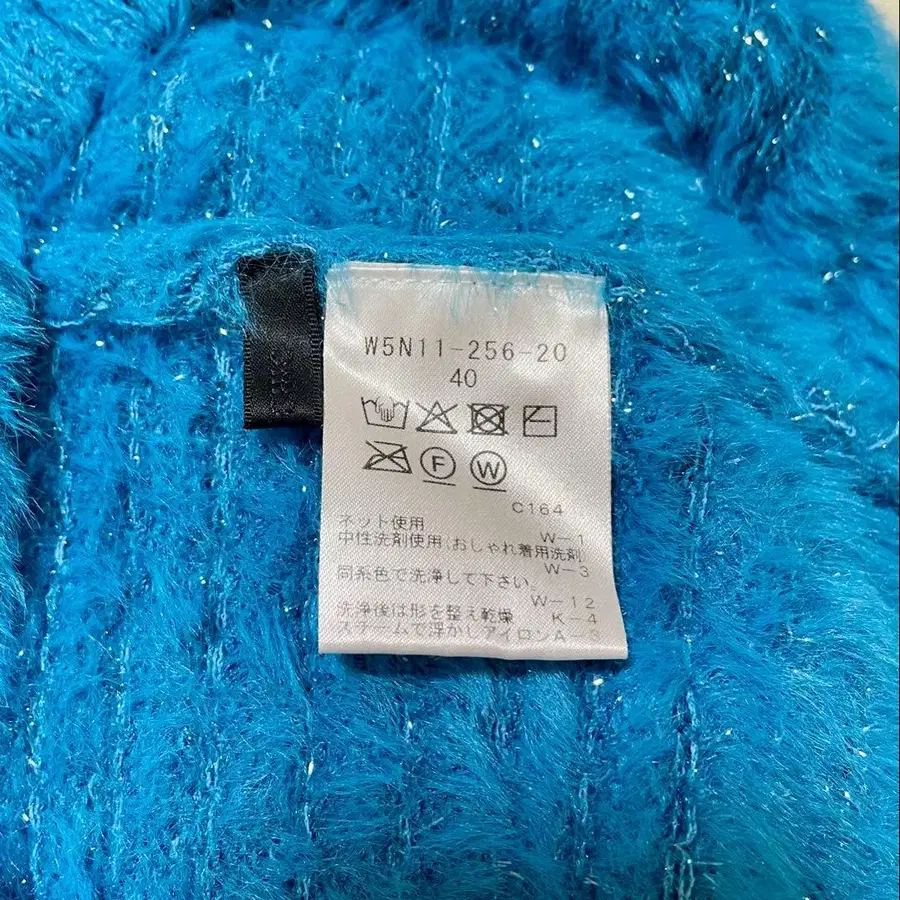 W5N11-256-20
40
F W
C164
ネット使用 W-1
中性洗剤使用(おしゃれ着用洗剤)
W-3
同系色で洗浄して下さい。
W-12
洗浄後は形を整え乾燥 K-4
スチームで浮かしアイロン A-3